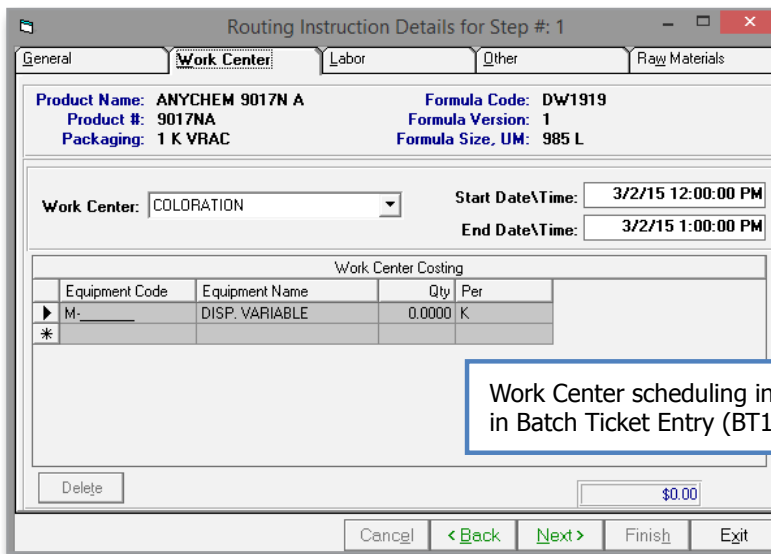 Routing Instruction Details for Step #: 1
General Work Center Labor Other Raw Materials
Product Name: ANYCHEM 9017N A Formula Code: DW1919
Product #: 9017NA Formula Version: 1
Packaging: 1 K VRAC Formula Size, UM: 985 L
Work Center: COLORATION Start Date\Time: 3/2/15 12:00:00 PM
End Date\Time: 3/2/15 1:00:00 PM
Work Center Costing
Equipment Code Equipment Name Qty Per
M-_______ DISP. VARIABLE 0.0000 K
Work Center scheduling in
in Batch Ticket Entry (BT1
Delete $0.00
Cancel < Back Next > Finish Exit